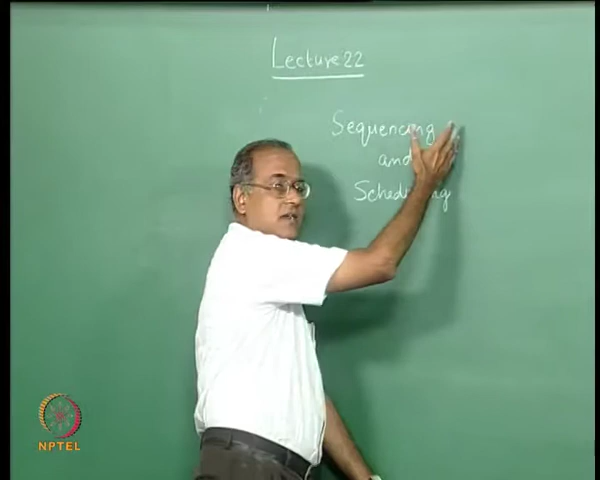 Lecture 22
Sequencing
and
Scheduling
NPTEL